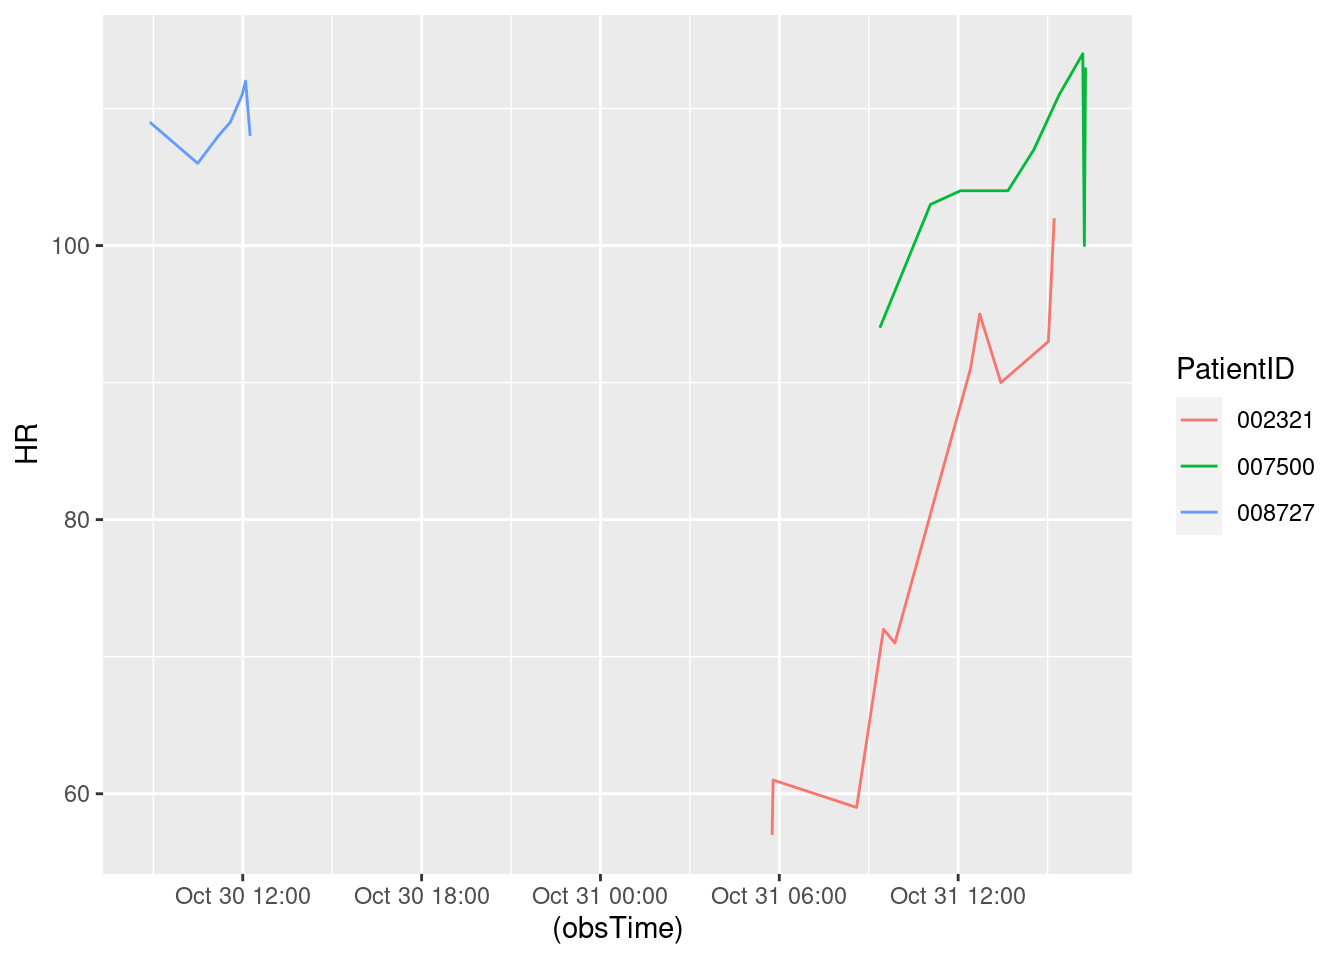 HR
100
80
60
Oct 30 12:00
Oct 30 18:00
Oct 31 00:00
Oct 31 06:00
Oct 31 12:00
(obsTime)
PatientID
002321
007500
008727